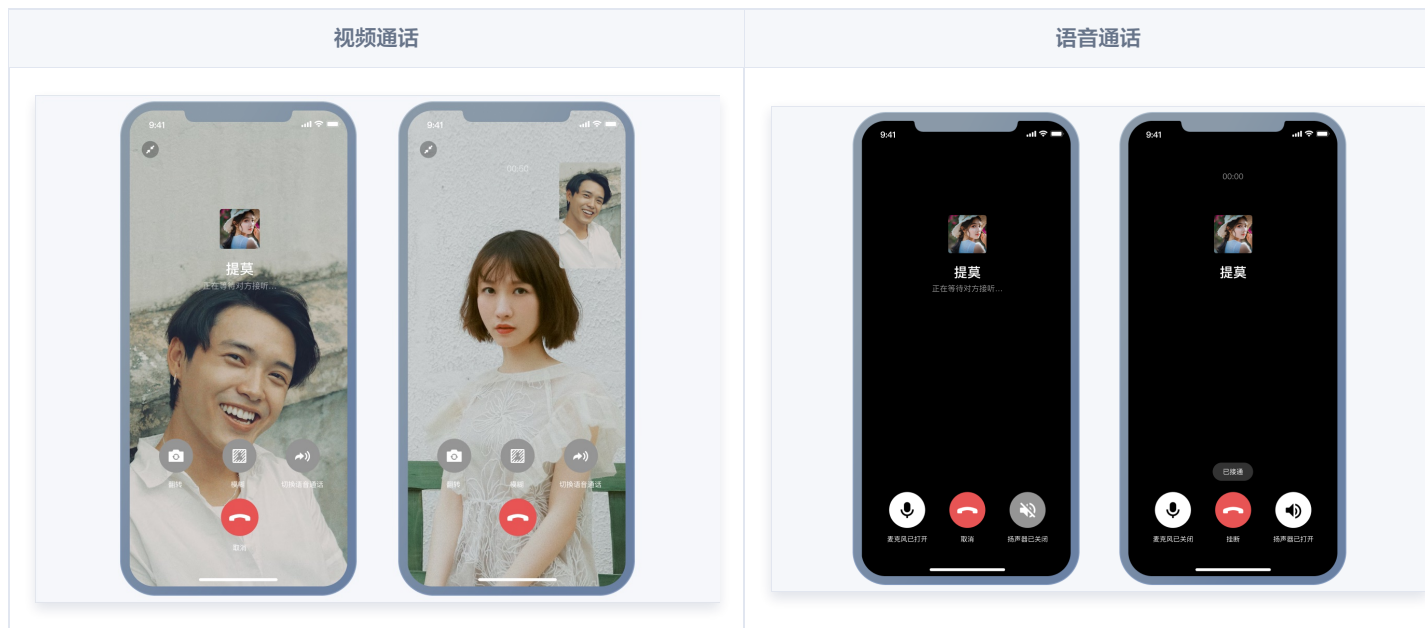 视频通话
语音通话
9:41
提莫
正在等待对方接听...
翻转
模糊
切换语音通话
取消
9:41
00:00
翻转
模糊
切换语音通话
9:41
提莫
正在等待对方接听...
麦克风已打开
取消
扬声器已关闭
9:41
00:00
提莫
已接通
麦克风已关闭
挂断
扬声器已打开